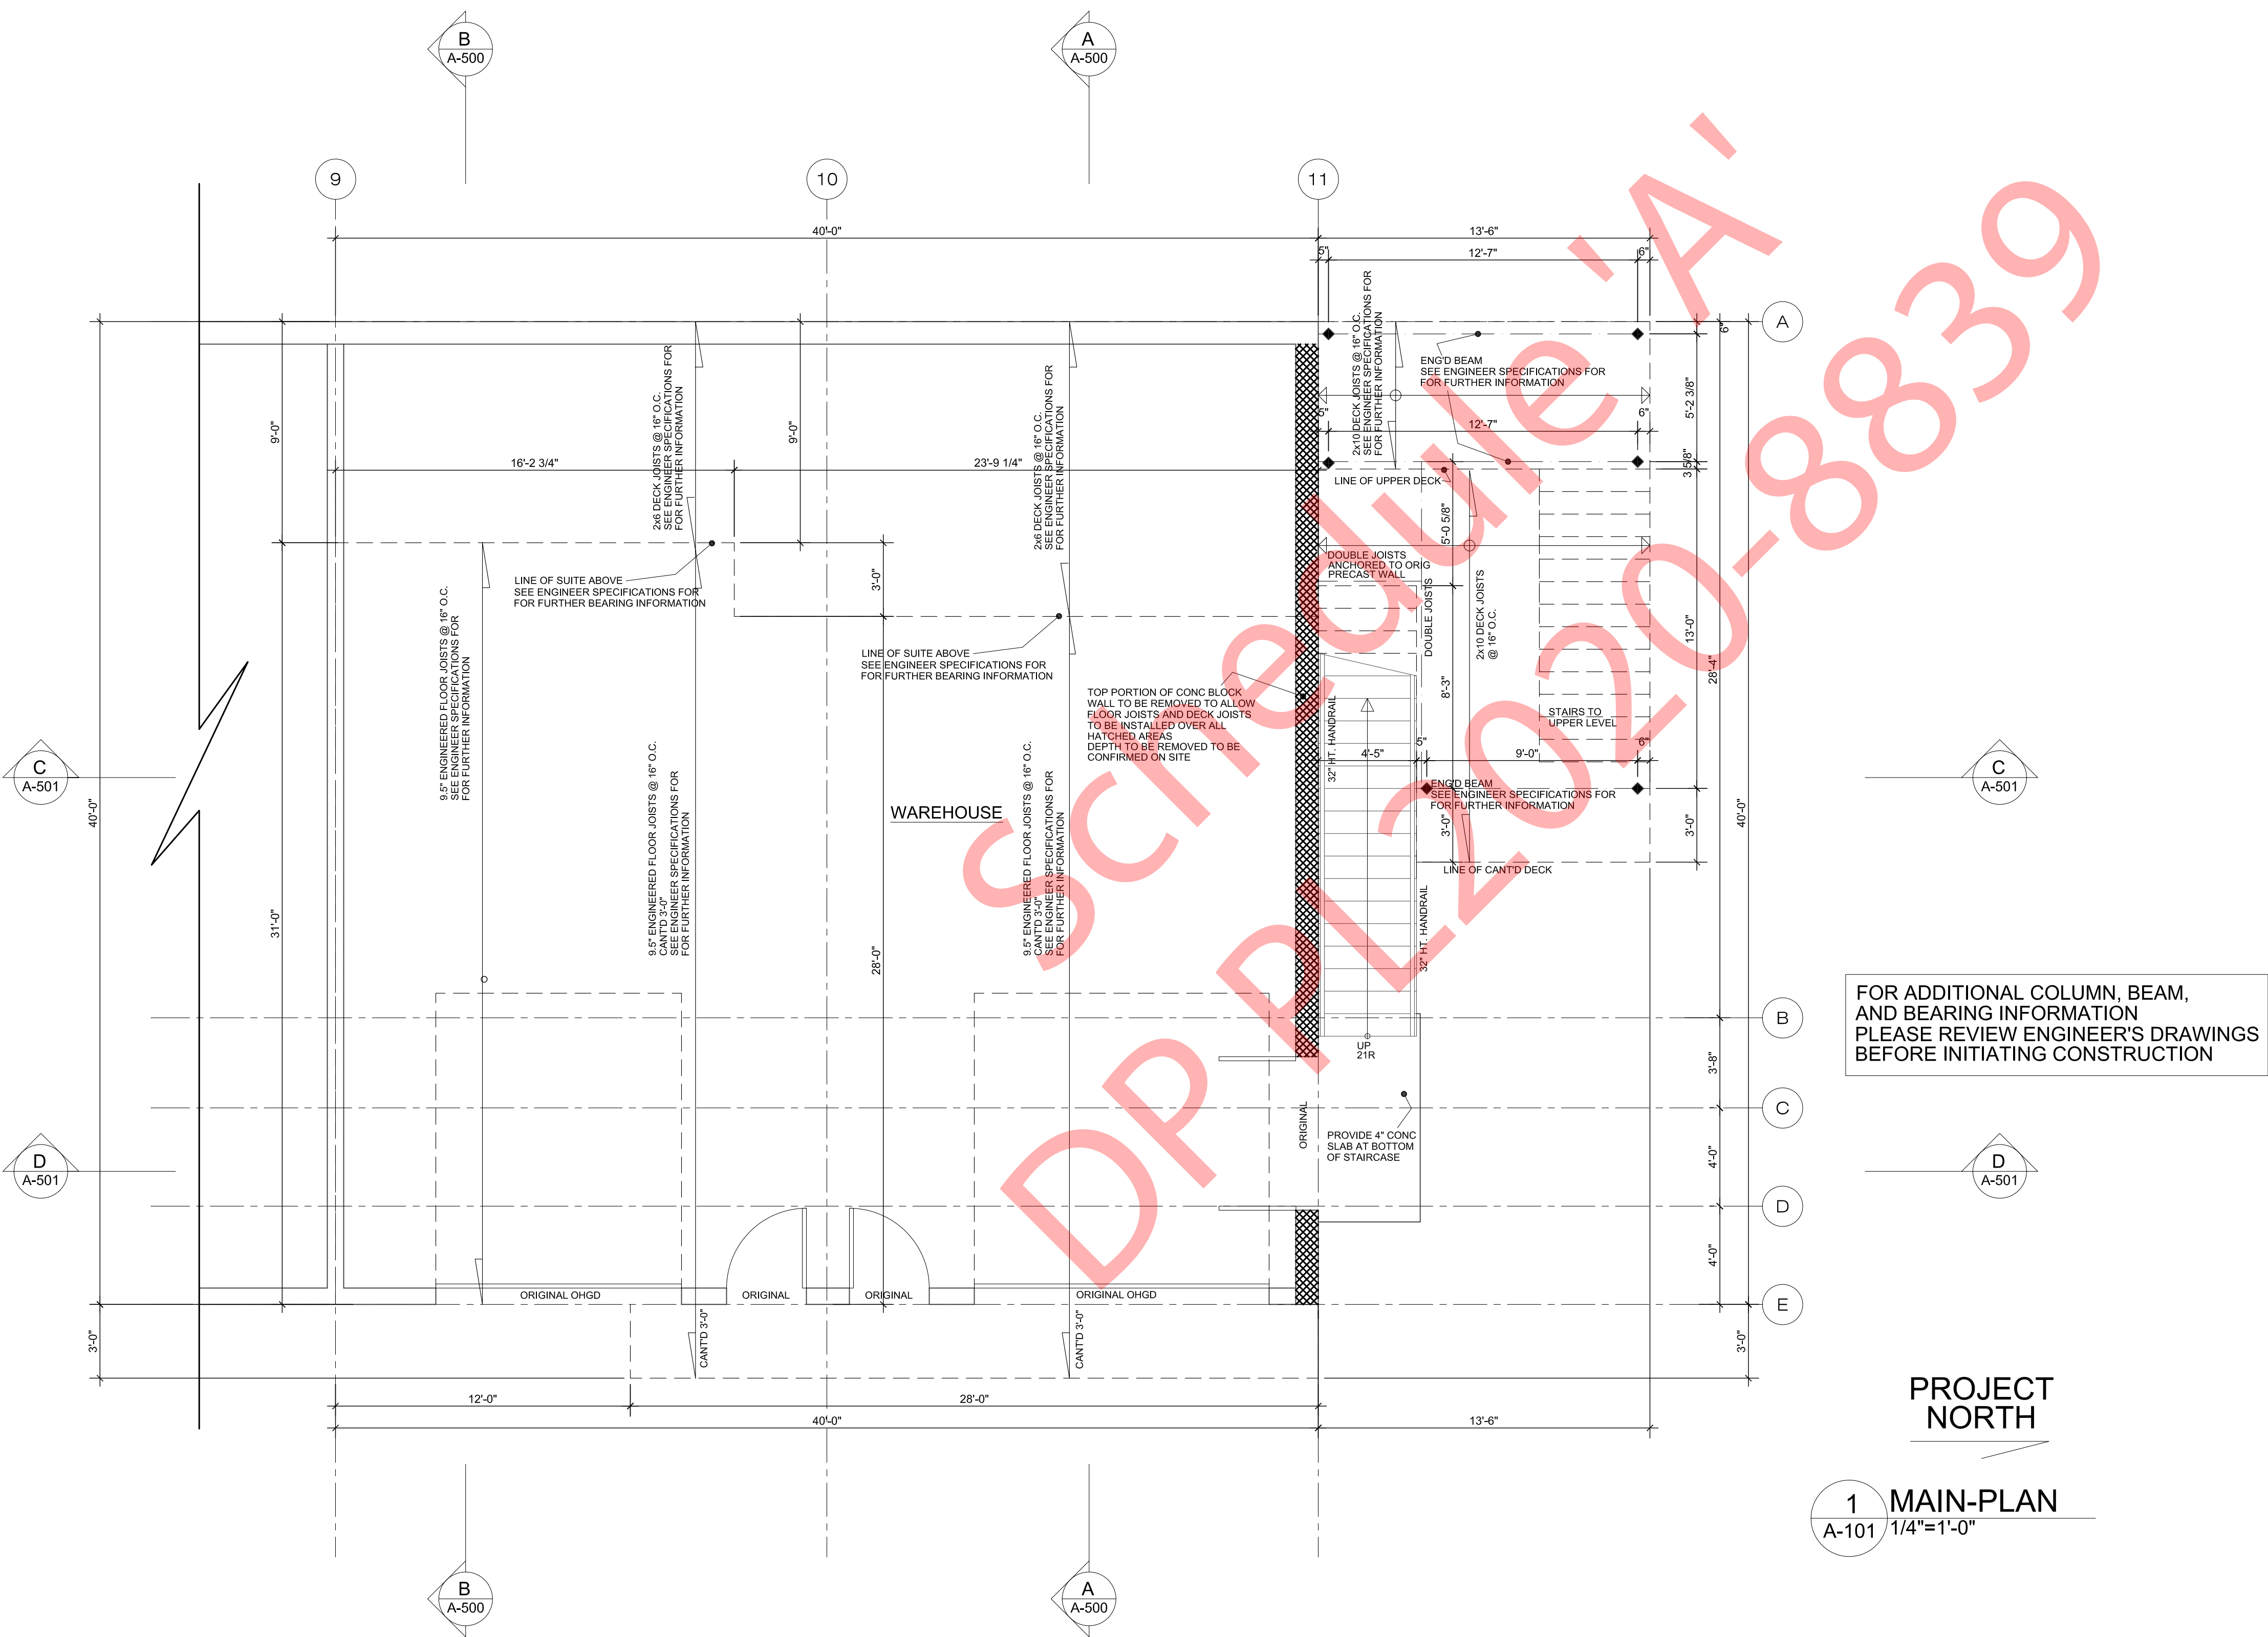 B
A-500
A
A-500
9
10
11
40'-0"
13'-6"
5"
12'-7"
6"
A
6"
2x10 DECK JOISTS @ 16" O.C.
SEE ENGINEER SPECIFICATIONS FOR
FOR FURTHER INFORMATION
ENG'D BEAM
SEE ENGINEER SPECIFICATIONS FOR
FOR FURTHER INFORMATION
5'-2 3/8"
5"
12'-7"
6"
3 5/8"
9'-0"
9'-0"
2x6 DECK JOISTS @ 16" O.C.
SEE ENGINEER SPECIFICATIONS FOR
FOR FURTHER INFORMATION
2x6 DECK JOISTS @ 16" O.C.
SEE ENGINEER SPECIFICATIONS FOR
FOR FURTHER INFORMATION
16'-2 3/4"
23'-9 1/4"
LINE OF UPPER DECK
5'-0 5/8"
DOUBLE JOISTS
ANCHORED TO ORIG
PRECAST WALL
DOUBLE JOISTS
2x10 DECK JOISTS
@ 16" O.C.
13'-0"
28'-4"
LINE OF SUITE ABOVE
SEE ENGINEER SPECIFICATIONS FOR
FOR FURTHER BEARING INFORMATION
3'-0"
9.5" ENGINEERED FLOOR JOISTS @ 16" O.C.
SEE ENGINEER SPECIFICATIONS FOR
FOR FURTHER INFORMATION
LINE OF SUITE ABOVE
SEE ENGINEER SPECIFICATIONS FOR
FOR FURTHER BEARING INFORMATION
TOP PORTION OF CONC BLOCK
WALL TO BE REMOVED TO ALLOW
FLOOR JOISTS AND DECK JOISTS
TO BE INSTALLED OVER ALL
HATCHED AREAS
DEPTH TO BE REMOVED TO BE
CONFIRMED ON SITE
8'-3"
STAIRS TO
UPPER LEVEL
32" HT. HANDRAIL
4'-5"
5"
9'-0"
6"
C
A-501
C
A-501
40'-0"
WAREHOUSE
9.5" ENGINEERED FLOOR JOISTS @ 16" O.C.
CANT'D 3'-0"
SEE ENGINEER SPECIFICATIONS FOR
FOR FURTHER INFORMATION
9.5" ENGINEERED FLOOR JOISTS @ 16" O.C.
CANT'D 3'-0"
SEE ENGINEER SPECIFICATIONS FOR
FOR FURTHER INFORMATION
ENG'D BEAM
SEE ENGINEER SPECIFICATIONS FOR
FOR FURTHER INFORMATION
3'-0"
3'-0"
40'-0"
LINE OF CANT'D DECK
31'-0"
28'-0"
32" HT. HANDRAIL
FOR ADDITIONAL COLUMN, BEAM,
AND BEARING INFORMATION
PLEASE REVIEW ENGINEER'S DRAWINGS
BEFORE INITIATING CONSTRUCTION
B
UP
21R
3'-8"
C
ORIGINAL
PROVIDE 4" CONC
SLAB AT BOTTOM
OF STAIRCASE
4'-0"
D
A-501
D
A-501
D
4'-0"
ORIGINAL OHGD
ORIGINAL
ORIGINAL
ORIGINAL OHGD
E
3'-0"
CANT'D 3'-0"
CANT'D 3'-0"
3'-0"
12'-0"
28'-0"
40'-0"
13'-6"
PROJECT
NORTH
1
A-101
MAIN-PLAN
1/4"=1'-0"
B
A-500
A
A-500
Schedule 'A'
DP PL2020-8839